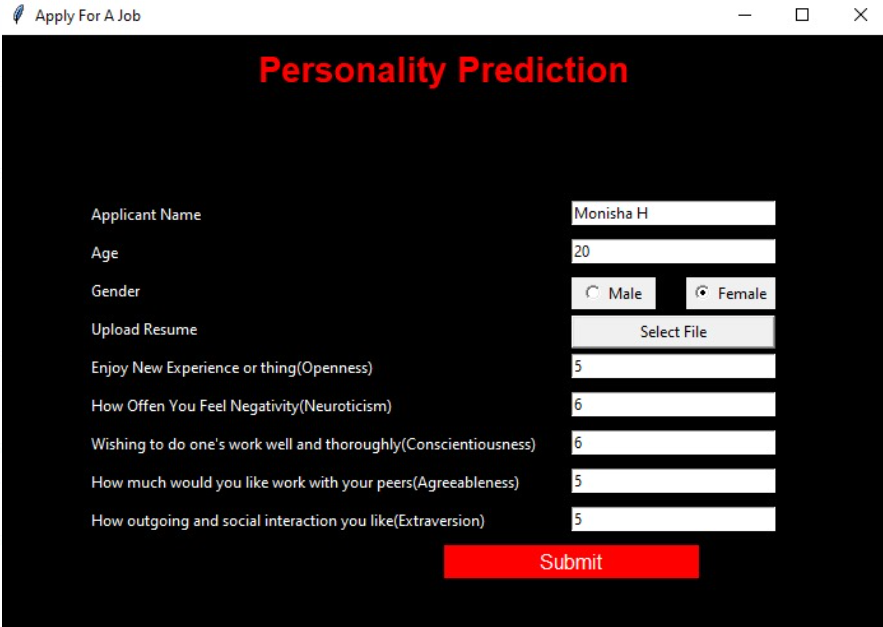 Apply For A Job
Personality Prediction
Applicant Name Monisha H
Age 20
Gender Male Female
Upload Resume Select File
Enjoy New Experience or thing(Openness) 5
How Offen You Feel Negativity(Neuroticism) 6
Wishing to do one's work well and thoroughly(Conscientiousness) 6
How much would you like work with your peers(Agreeableness) 5
How outgoing and social interaction you like(Extraversion) 5
Submit